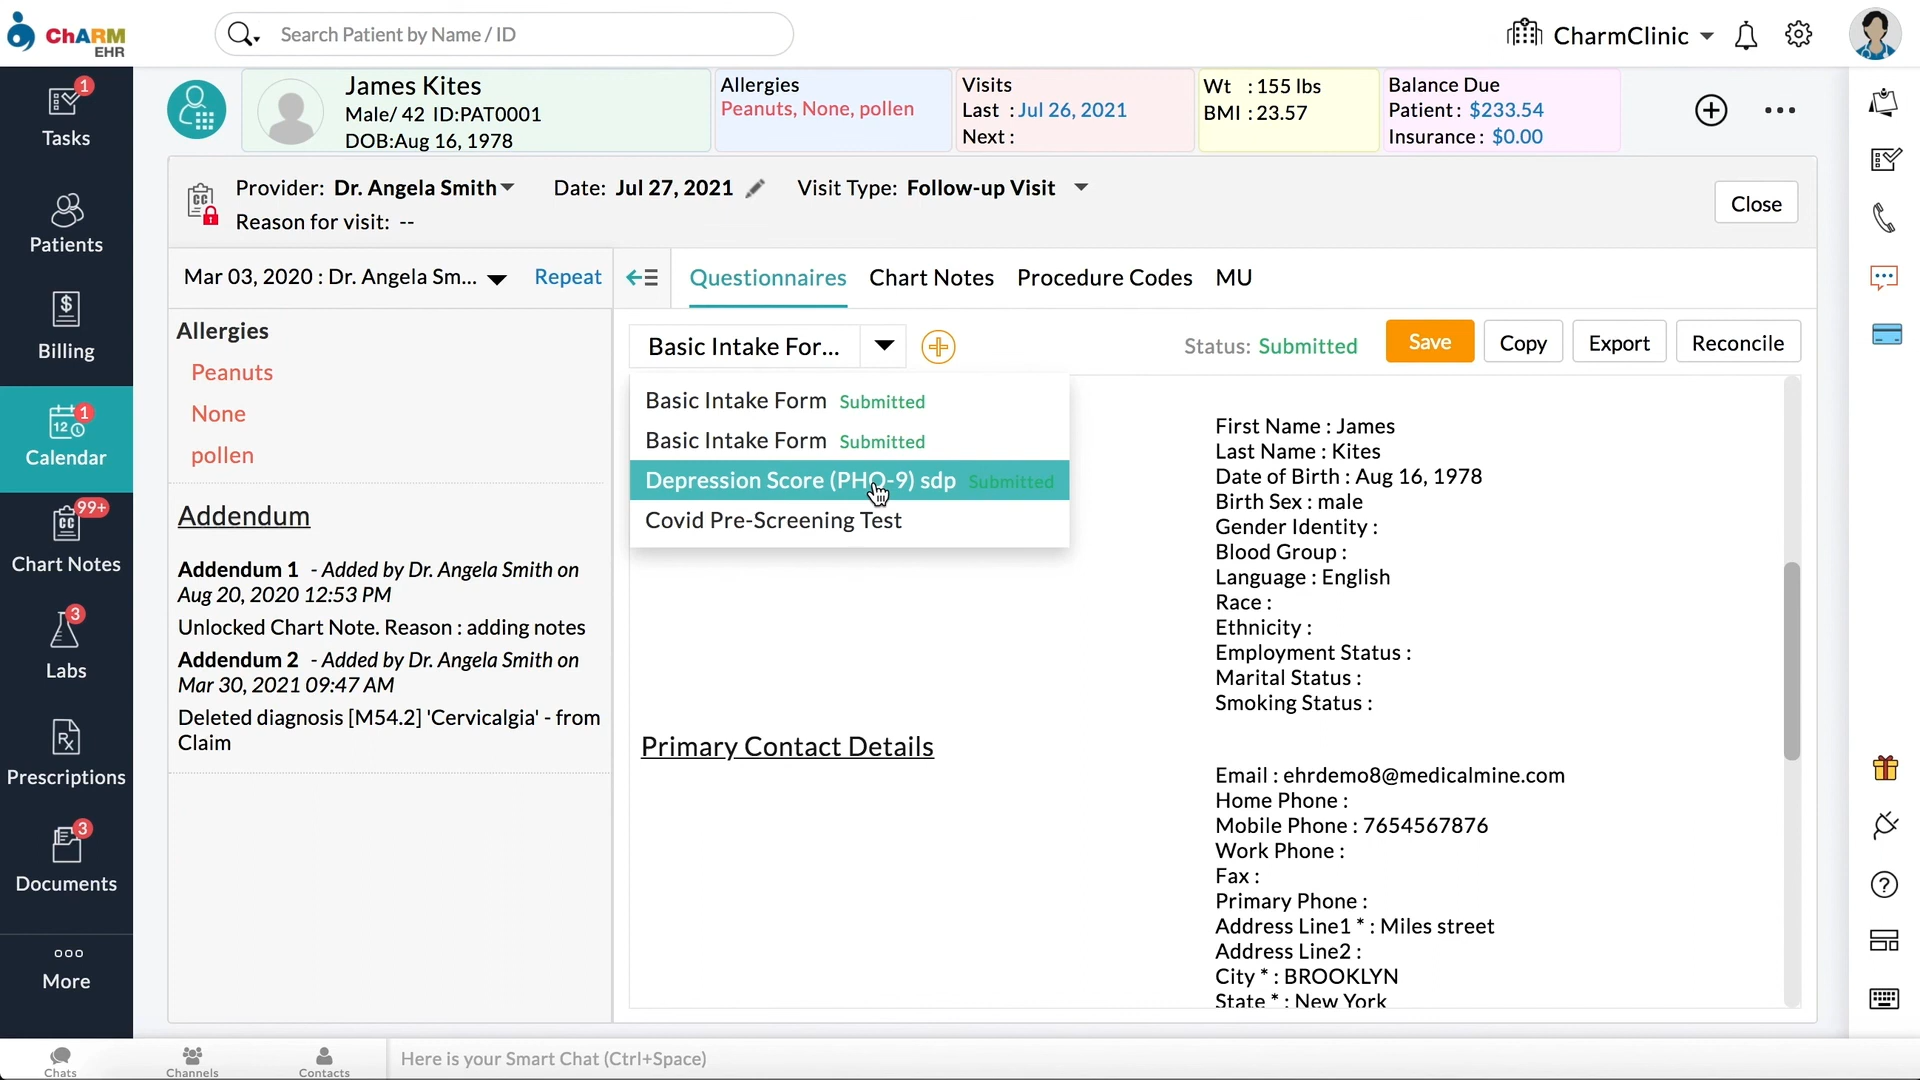 ChARM
EHR
Search Patient by Name / ID
CharmClinic
Tasks
1
Patients
Billing
Calendar
1
12
Chart Notes
99+
CC
Labs
3
Prescriptions
Rx
Documents
3
More
James Kites
Male/ 42 ID:PAT0001
DOB:Aug 16, 1978
Allergies
Peanuts, None, pollen
Visits
Last : Jul 26, 2021
Next :
Wt : 155 lbs
BMI : 23.57
Balance Due
Patient : $233.54
Insurance : $0.00
CC
Provider: Dr. Angela Smith
Date: Jul 27, 2021
Visit Type: Follow-up Visit
Reason for visit: --
Close
Mar 03, 2020 : Dr. Angela Sm...
Repeat
Questionnaires
Chart Notes
Procedure Codes
MU
Allergies
Peanuts
None
pollen
Addendum
Addendum 1 - Added by Dr. Angela Smith on
Aug 20, 2020 12:53 PM
Unlocked Chart Note. Reason : adding notes
Addendum 2 - Added by Dr. Angela Smith on
Mar 30, 2021 09:47 AM
Deleted diagnosis [M54.2] 'Cervicalgia' - from
Claim
Basic Intake For...
Status: Submitted
Save
Copy
Export
Reconcile
Basic Intake Form Submitted
Basic Intake Form Submitted
Depression Score (PHQ-9) sdp Submitted
Covid Pre-Screening Test
First Name : James
Last Name : Kites
Date of Birth : Aug 16, 1978
Birth Sex : male
Gender Identity :
Blood Group :
Language : English
Race :
Ethnicity :
Employment Status :
Marital Status :
Smoking Status :
Primary Contact Details
Email : ehrdemo8@medicalmine.com
Home Phone :
Mobile Phone : 7654567876
Work Phone :
Fax :
Primary Phone :
Address Line1 * : Miles street
Address Line2 :
City * : BROOKLYN
State * : New York
Chats
Channels
Contacts
Here is your Smart Chat (Ctrl+Space)